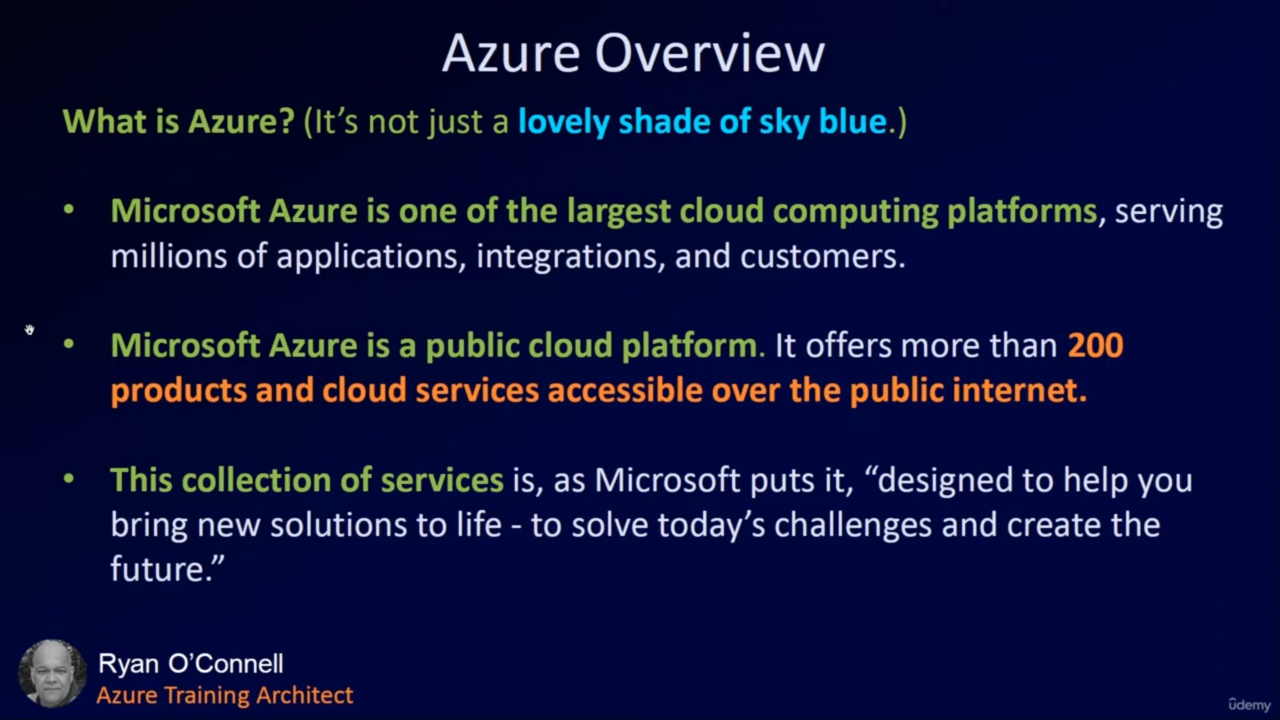 Azure Overview
What is Azure? (It’s not just a lovely shade of sky blue.)
• Microsoft Azure is one of the largest cloud computing platforms, serving
millions of applications, integrations, and customers.
• Microsoft Azure is a public cloud platform. It offers more than 200
products and cloud services accessible over the public internet.
• This collection of services is, as Microsoft puts it, “designed to help you
bring new solutions to life - to solve today’s challenges and create the
future.”
Ryan O’Connell
Azure Training Architect
ûdemy